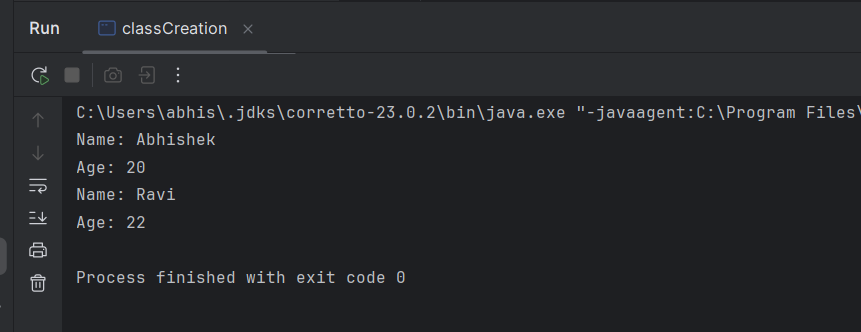 Run classCreation
C:\Users\abhis\.jdks\corretto-23.0.2\bin\java.exe "-javaagent:C:\Program Files\
Name: Abhishek
Age: 20
Name: Ravi
Age: 22
Process finished with exit code 0